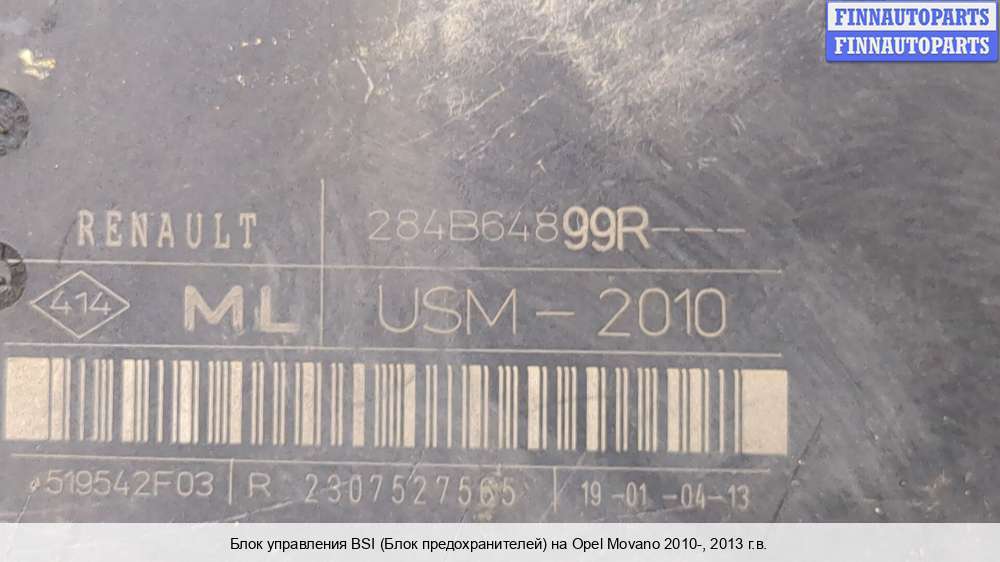 FINNAUTOPARTS
FINNAUTOPARTS
RENAULT 284B64899R---
414 ML USM - 2010
519542F03 R 2307527565 19-01-04-13
Блок управления BSI (Блок предохранителей) на Opel Movano 2010-, 2013 г.в.